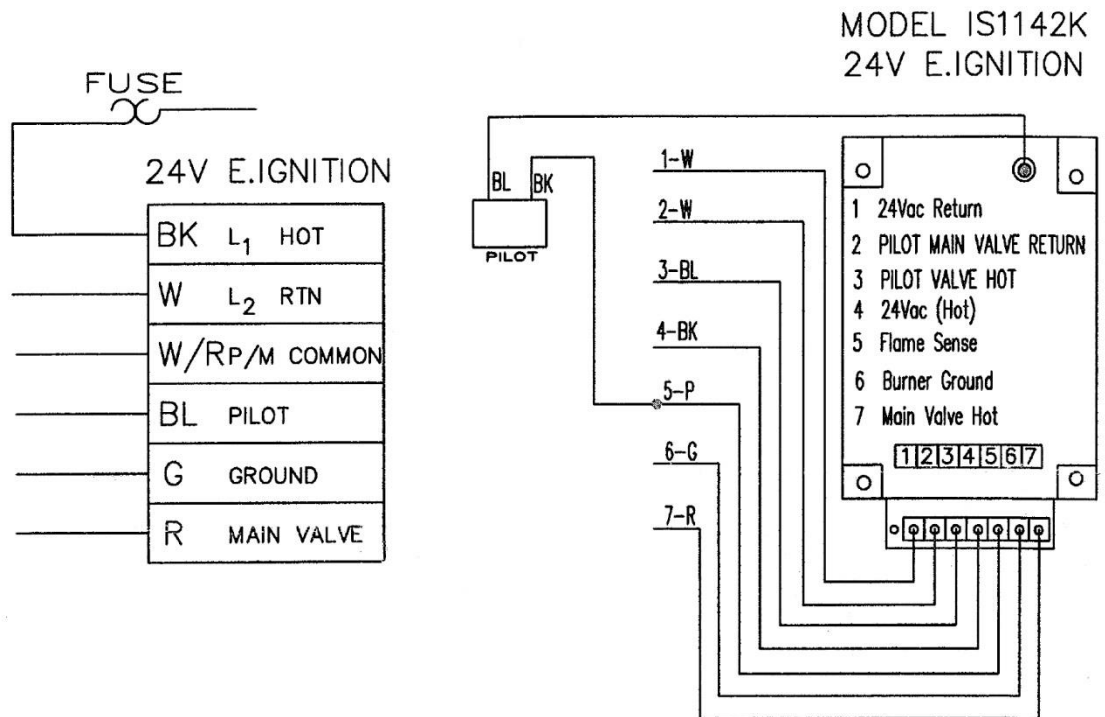 FUSE
24V E.IGNITION
BK L1 HOT
W L2 RTN
W/R P/M COMMON
BL PILOT
G GROUND
R MAIN VALVE
BL BK
PILOT
1-W
2-W
3-BL
4-BK
5-P
6-G
7-R
MODEL IS1142K
24V E.IGNITION
1 24Vac Return
2 PILOT MAIN VALVE RETURN
3 PILOT VALVE HOT
4 24Vac (Hot)
5 Flame Sense
6 Burner Ground
7 Main Valve Hot
1 2 3 4 5 6 7